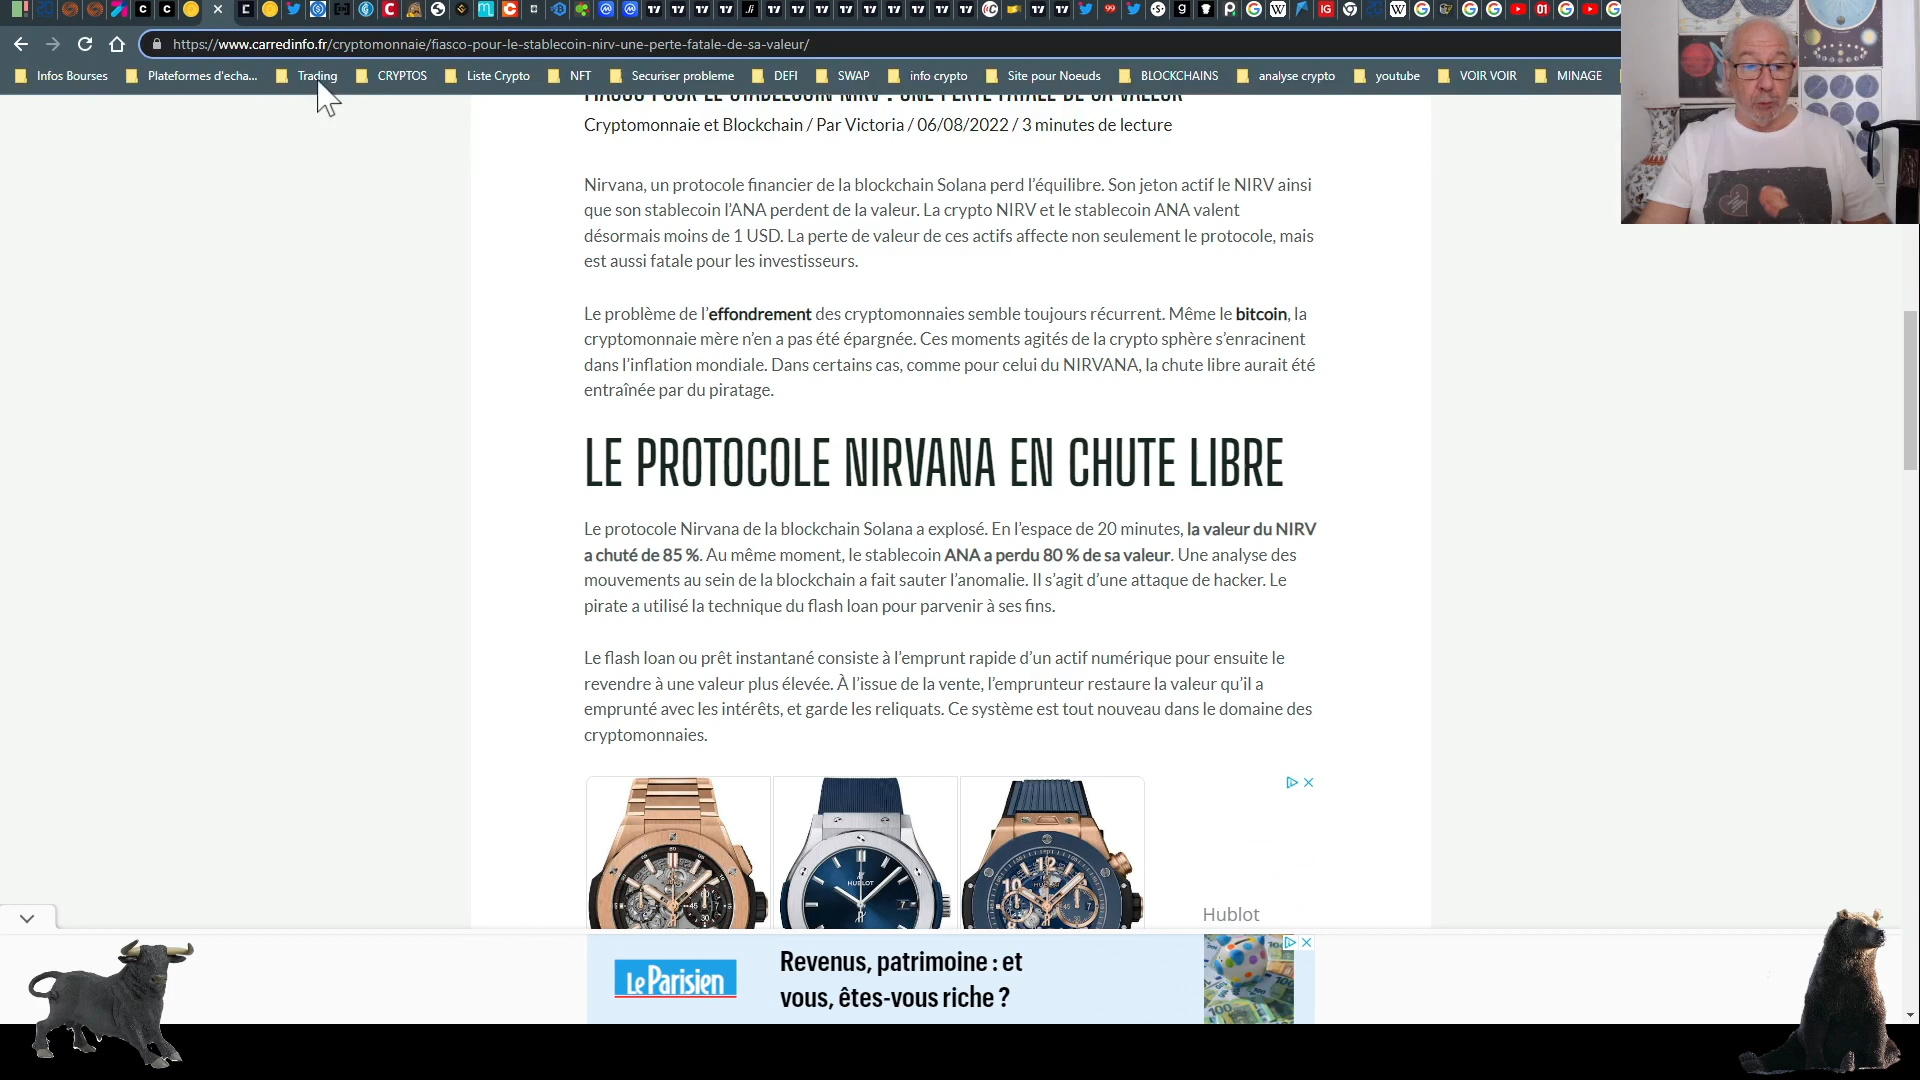 https://www.carredinfo.fr/cryptomonnaie/fiasco-pour-le-stablecoin-nirv-une-perte-fatale-de-sa-valeur/
Infos Bourses Plateformes d'echa... Trading CRYPTOS Liste Crypto NFT Securiser probleme DEFI SWAP info crypto Site pour Noeuds BLOCKCHAINS analyse crypto youtube VOIR VOIR MINAGE
FIASCO POUR LE STABLECOIN NIRV : UNE PERTE FATALE DE SA VALEUR
Cryptomonnaie et Blockchain / Par Victoria / 06/08/2022 / 3 minutes de lecture
Nirvana, un protocole financier de la blockchain Solana perd l'équilibre. Son jeton actif le NIRV ainsi
que son stablecoin l'ANA perdent de la valeur. La crypto NIRV et le stablecoin ANA valent
désormais moins de 1 USD. La perte de valeur de ces actifs affecte non seulement le protocole, mais
est aussi fatale pour les investisseurs.
Le problème de l'effondrement des cryptomonnaies semble toujours récurrent. Même le bitcoin, la
cryptomonnaie mère n'en a pas été épargnée. Ces moments agités de la crypto sphère s'enracinent
dans l'inflation mondiale. Dans certains cas, comme pour celui du NIRVANA, la chute libre aurait été
entraînée par du piratage.
LE PROTOCOLE NIRVANA EN CHUTE LIBRE
Le protocole Nirvana de la blockchain Solana a explosé. En l'espace de 20 minutes, la valeur du NIRV
a chuté de 85 %. Au même moment, le stablecoin ANA a perdu 80 % de sa valeur. Une analyse des
mouvements au sein de la blockchain a fait sauter l'anomalie. Il s'agit d'une attaque de hacker. Le
pirate a utilisé la technique du flash loan pour parvenir à ses fins.
Le flash loan ou prêt instantané consiste à l'emprunt rapide d'un actif numérique pour ensuite le
revendre à une valeur plus élevée. À l'issue de la vente, l'emprunteur restaure la valeur qu'il a
emprunté avec les intérêts, et garde les reliquats. Ce système est tout nouveau dans le domaine des
cryptomonnaies.
HUBLOT
Hublot
Le Parisien
Revenus, patrimoine : et
vous, êtes-vous riche ?